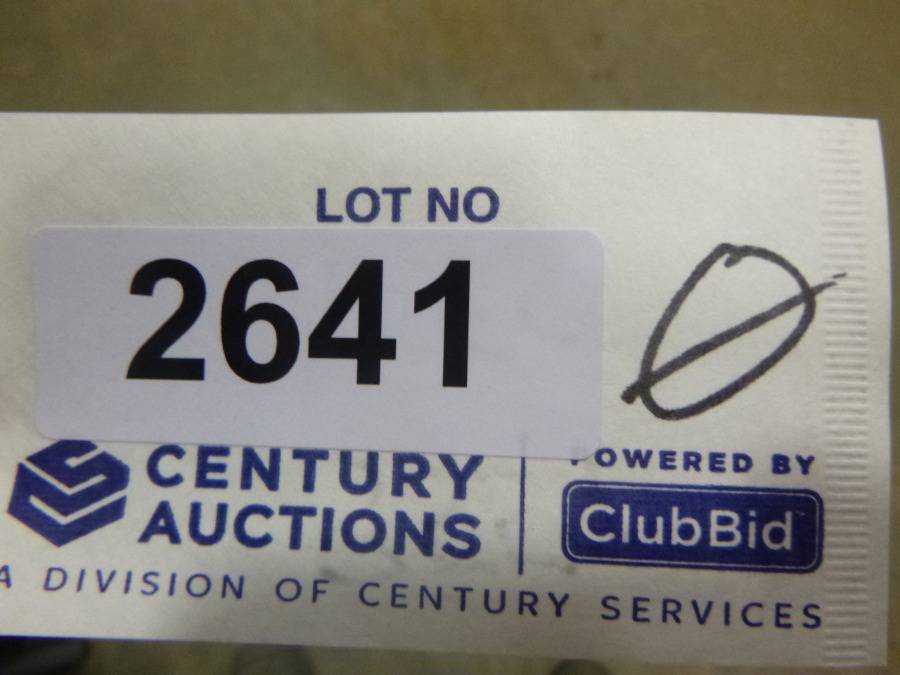 LOT NO
2641
Ø
CENTURY
AUCTIONS
POWERED BY
ClubBid
A DIVISION OF CENTURY SERVICES